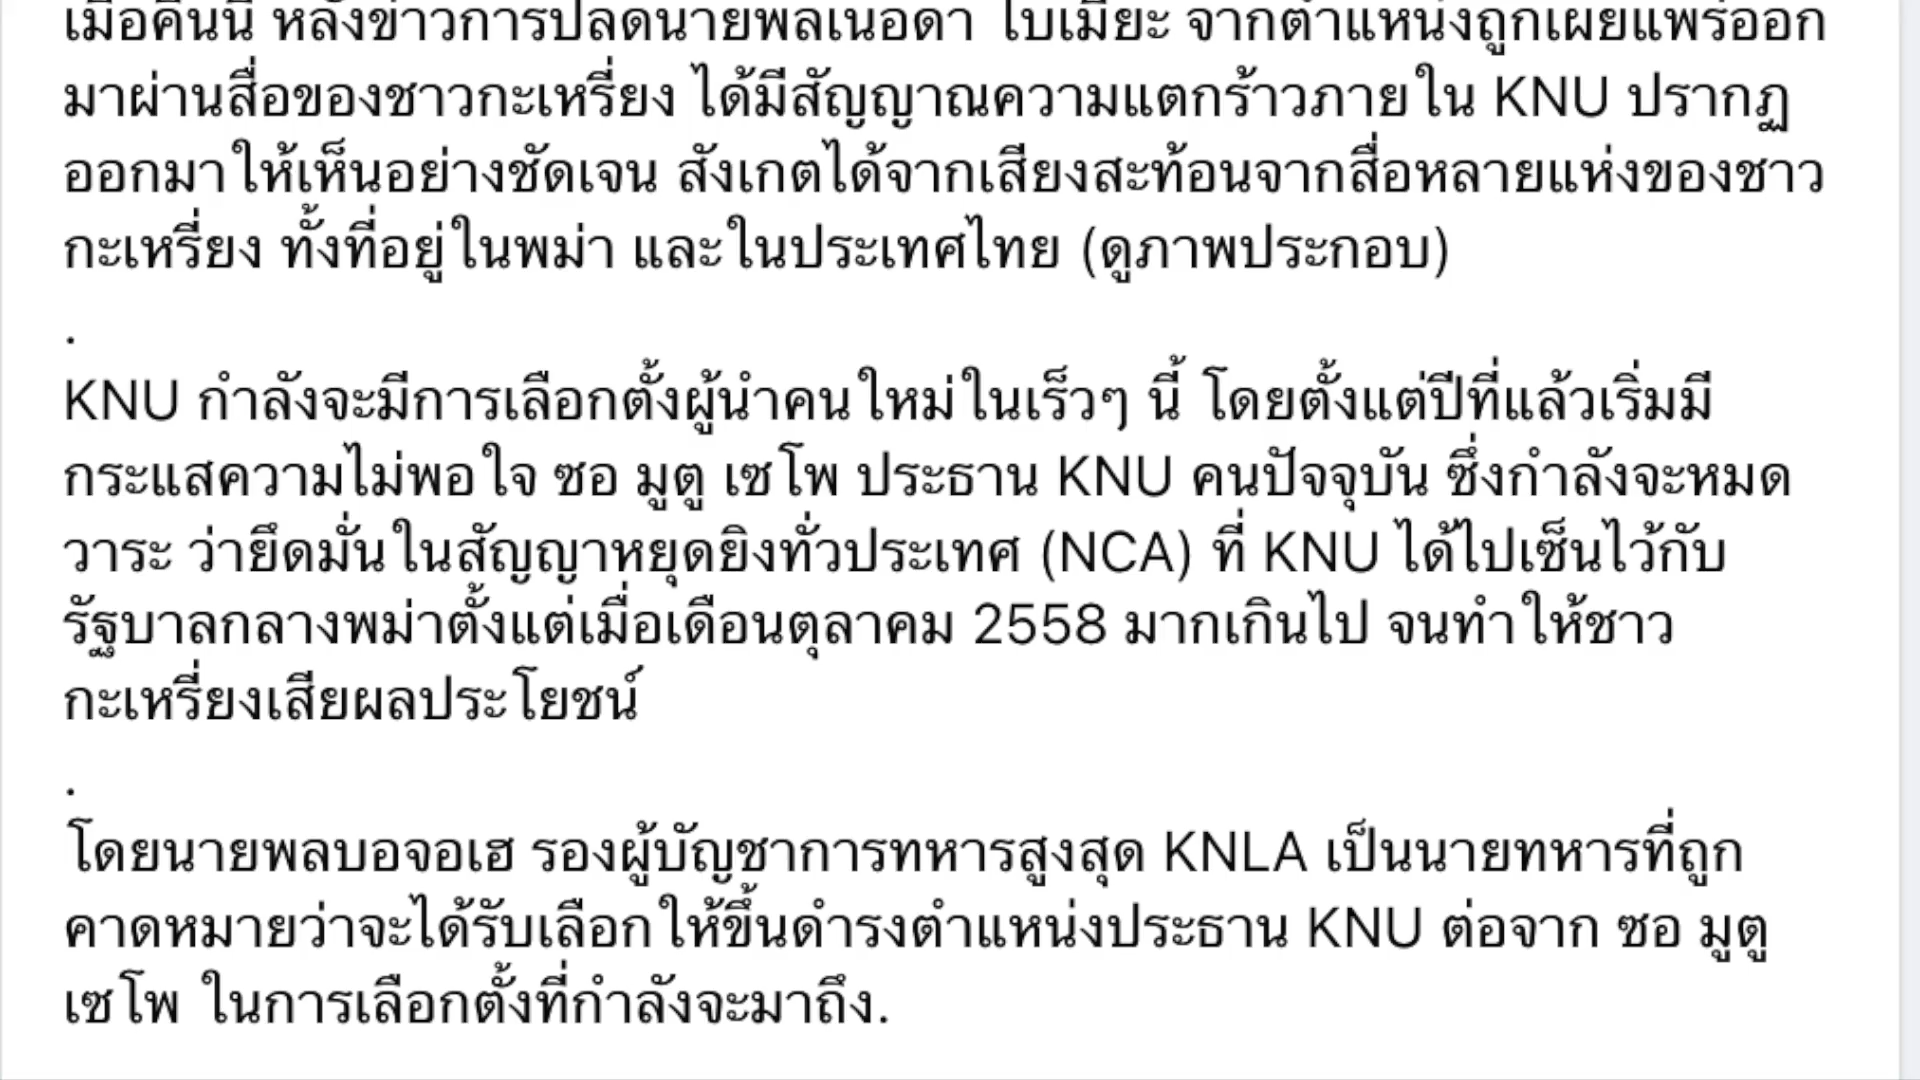 เมื่อคืนนี้ หลังข่าวการปลดนายพลเนอดา โบเมียะ จากตำแหน่งถูกเผยแพร่ออก
มาผ่านสื่อของชาวกะเหรี่ยง ได้มีสัญญาณความแตกร้าวภายใน KNU ปรากฏ
ออกมาให้เห็นอย่างชัดเจน สังเกตได้จากเสียงสะท้อนจากสื่อหลายแห่งของชาว
กะเหรี่ยง ทั้งที่อยู่ในพม่า และในประเทศไทย (ดูภาพประกอบ)
.
KNU กำลังจะมีการเลือกตั้งผู้นำคนใหม่ในเร็วๆ นี้ โดยตั้งแต่ปีที่แล้วเริ่มมี
กระแสความไม่พอใจ ซอ มูตู เซโพ ประธาน KNU คนปัจจุบัน ซึ่งกำลังจะหมด
วาระ ว่ายึดมั่นในสัญญาหยุดยิงทั่วประเทศ (NCA) ที่ KNU ได้ไปเซ็นไว้กับ
รัฐบาลกลางพม่าตั้งแต่เมื่อเดือนตุลาคม 2558 มากเกินไป จนทำให้ชาว
กะเหรี่ยงเสียผลประโยชน์
.
โดยนายพลบอจอเฮ รองผู้บัญชาการทหารสูงสุด KNLA เป็นนายทหารที่ถูก
คาดหมายว่าจะได้รับเลือกให้ขึ้นดำรงตำแหน่งประธาน KNU ต่อจาก ซอ มูตู
เซโพ ในการเลือกตั้งที่กำลังจะมาถึง.